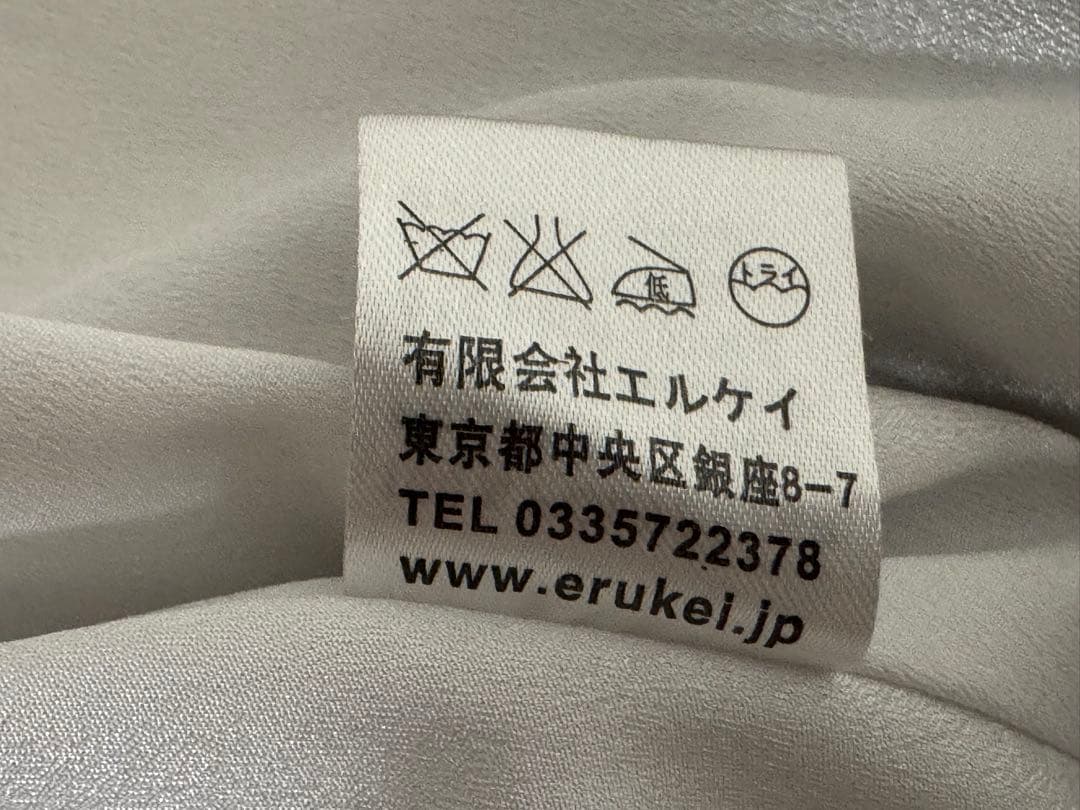 低 トライ
有限会社エルケイ
東京都中央区銀座8-7
TEL 0335722378
www.erukei.jp